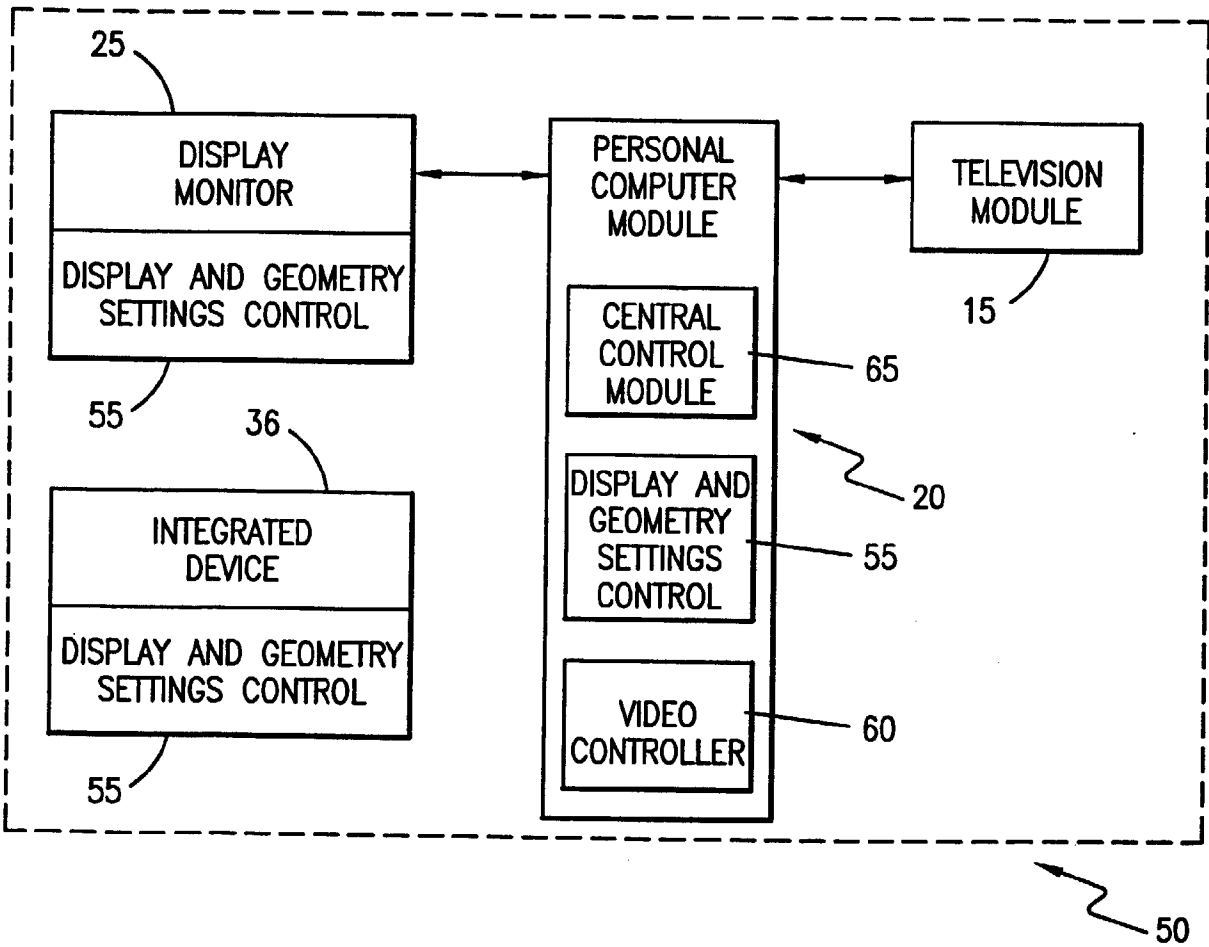 25
DISPLAY
MONITOR
DISPLAY AND GEOMETRY
SETTINGS CONTROL
55
36
INTEGRATED
DEVICE
DISPLAY AND GEOMETRY
SETTINGS CONTROL
55
PERSONAL
COMPUTER
MODULE
CENTRAL
CONTROL
MODULE
65
20
DISPLAY AND
GEOMETRY
SETTINGS
CONTROL
55
VIDEO
CONTROLLER
60
TELEVISION
MODULE
15
50